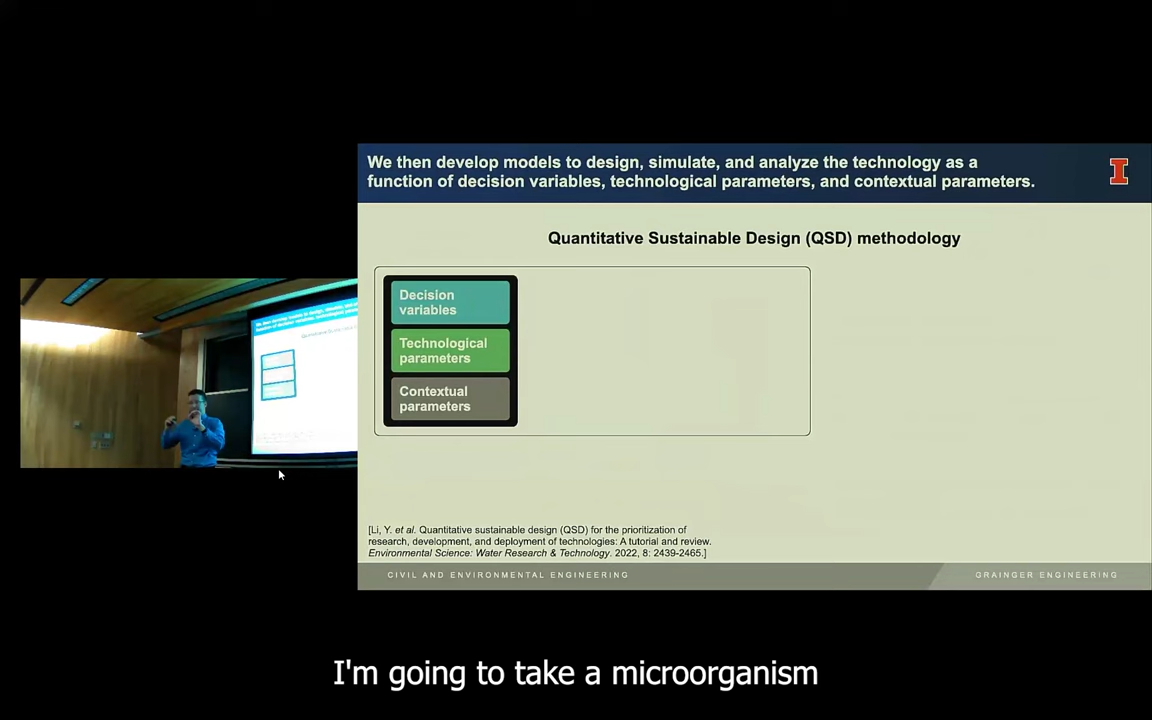 We then develop models to design, simulate, and analyze the technology as a
function of decision variables, technological parameters, and contextual parameters.
Quantitative Sustainable Design (QSD) methodology
Decision
variables
Technological
parameters
Contextual
parameters
[Li, Y. et al. Quantitative sustainable design (QSD) for the prioritization of
research, development, and deployment of technologies: A tutorial and review.
Environmental Science: Water Research & Technology. 2022, 8: 2439-2465.]
CIVIL AND ENVIRONMENTAL ENGINEERING
GRAINGER ENGINEERING
I'm going to take a microorganism